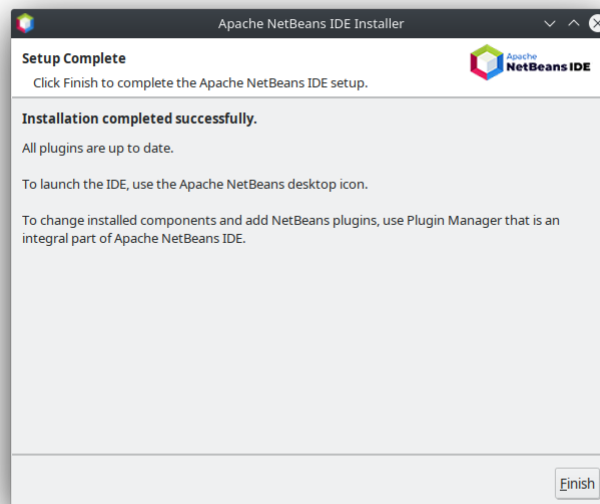 Apache NetBeans IDE Installer
Setup Complete
Click Finish to complete the Apache NetBeans IDE setup.
Apache
NetBeans IDE
Installation completed successfully.
All plugins are up to date.
To launch the IDE, use the Apache NetBeans desktop icon.
To change installed components and add NetBeans plugins, use Plugin Manager that is an
integral part of Apache NetBeans IDE.
Finish